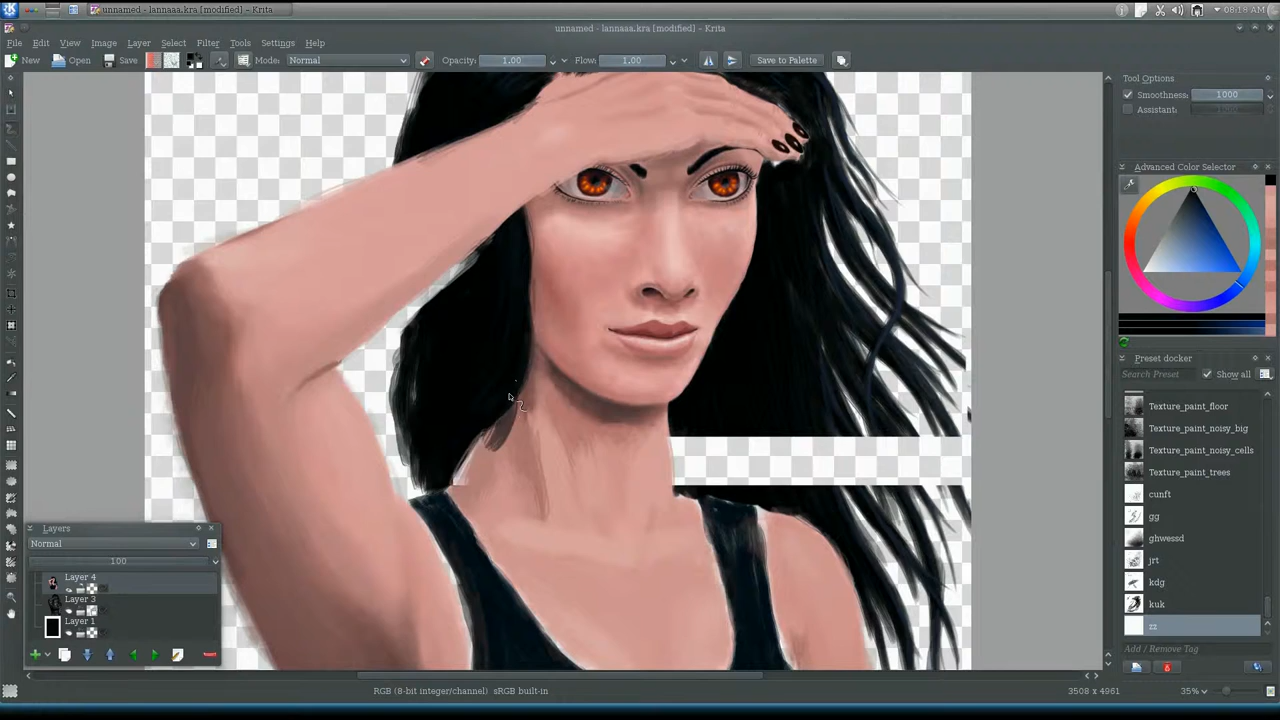 unnamed - lannaaa.kra [modified] - Krita
08:18 AM
unnamed - lannaaa.kra [modified] - Krita
File Edit View Image Layer Select Filter Tools Settings Help
New Open Save Mode: Normal Opacity: 1.00 Flow: 1.00 Save to Palette
Tool Options
Smoothness: 1000
Assistant:
Advanced Color Selector
Preset docker
Search Preset Show all
Texture_paint_floor
Texture_paint_noisy_big
Texture_paint_noisy_cells
Texture_paint_trees
cunft
gg
ghwessd
jrt
kdg
kuk
zz
Add / Remove Tag
Layers
Normal
100
Layer 4
Layer 3
Layer 1
RGB (8-bit integer/channel) sRGB built-in
3508 x 4961
35%